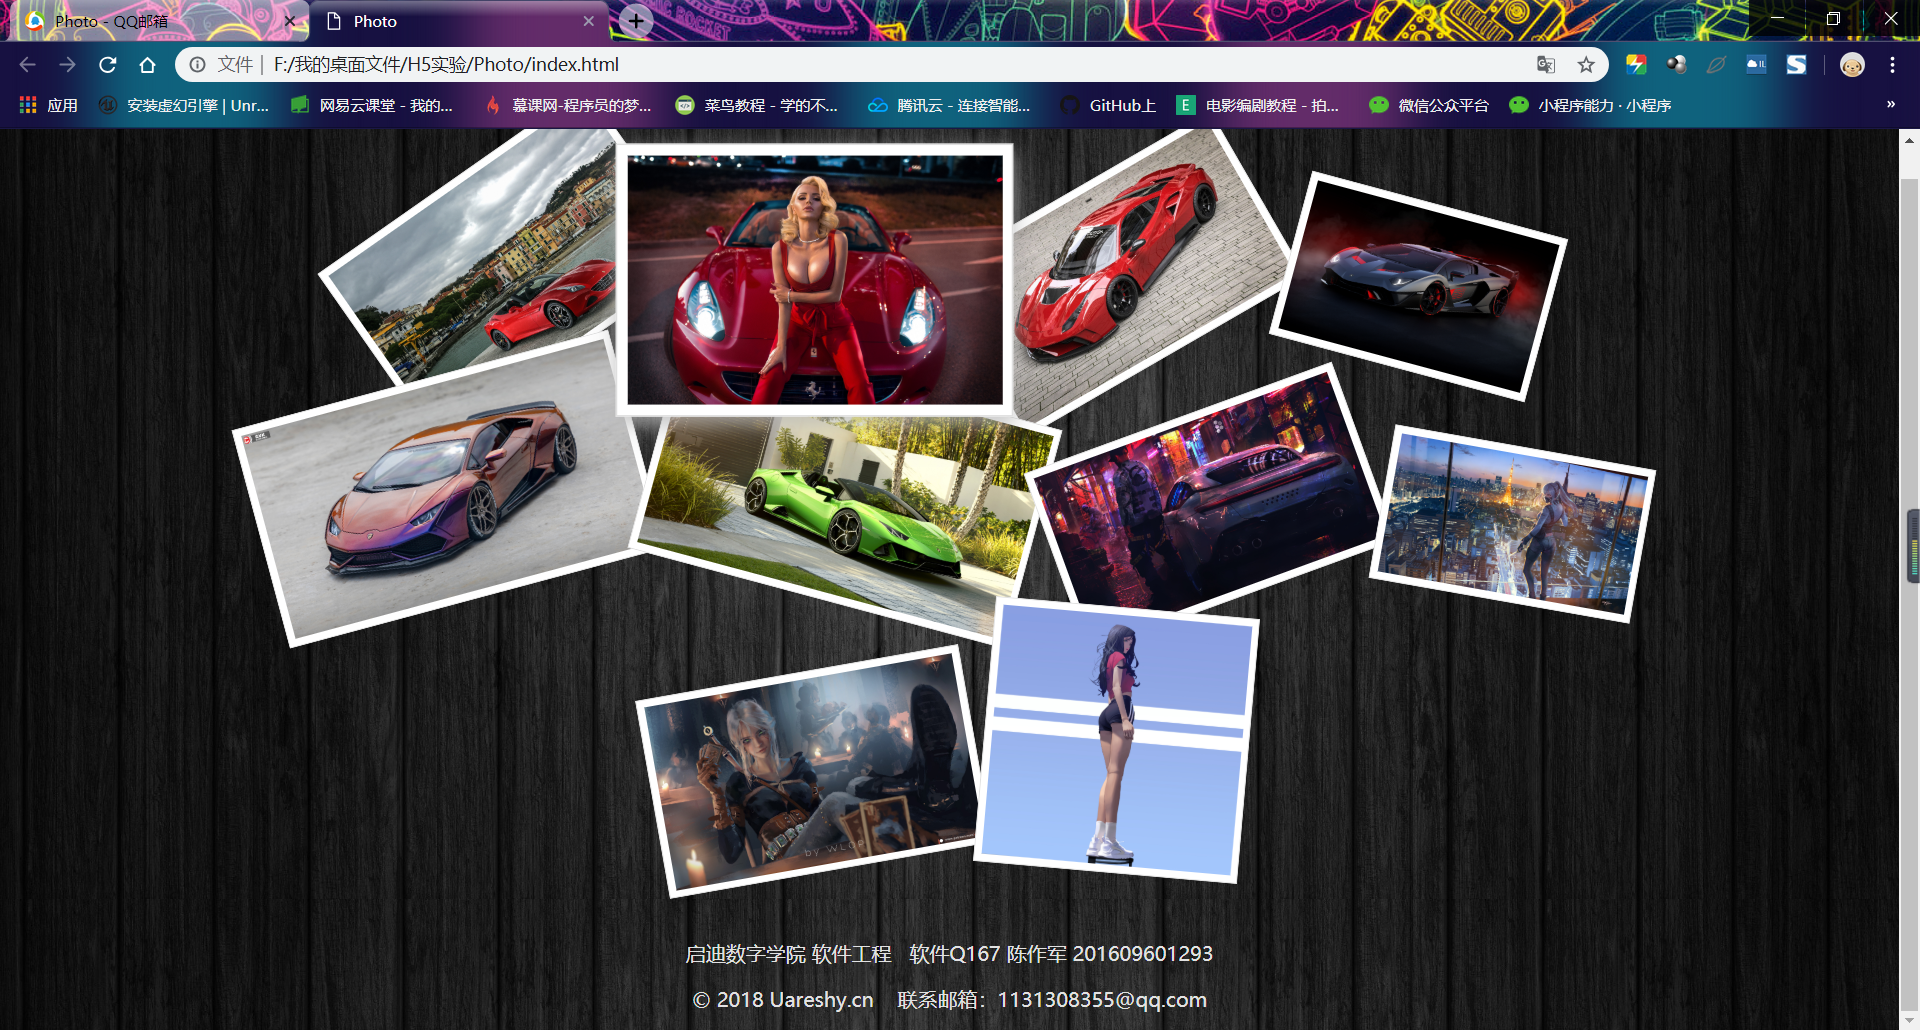 Photo - QQ邮箱
Photo
文件 | F:/我的桌面文件/H5实验/Photo/index.html
应用
安装虚幻引擎 | Unr...
网易云课堂 - 我的...
慕课网-程序员的梦...
菜鸟教程 - 学的不...
腾讯云 - 连接智能...
GitHub上
E
电影编剧教程 - 拍...
微信公众平台
小程序能力 · 小程序
»
by WLOP
启迪数字学院 软件工程 软件Q167 陈作军 201609601293
© 2018 Uareshy.cn 联系邮箱：1131308355@qq.com